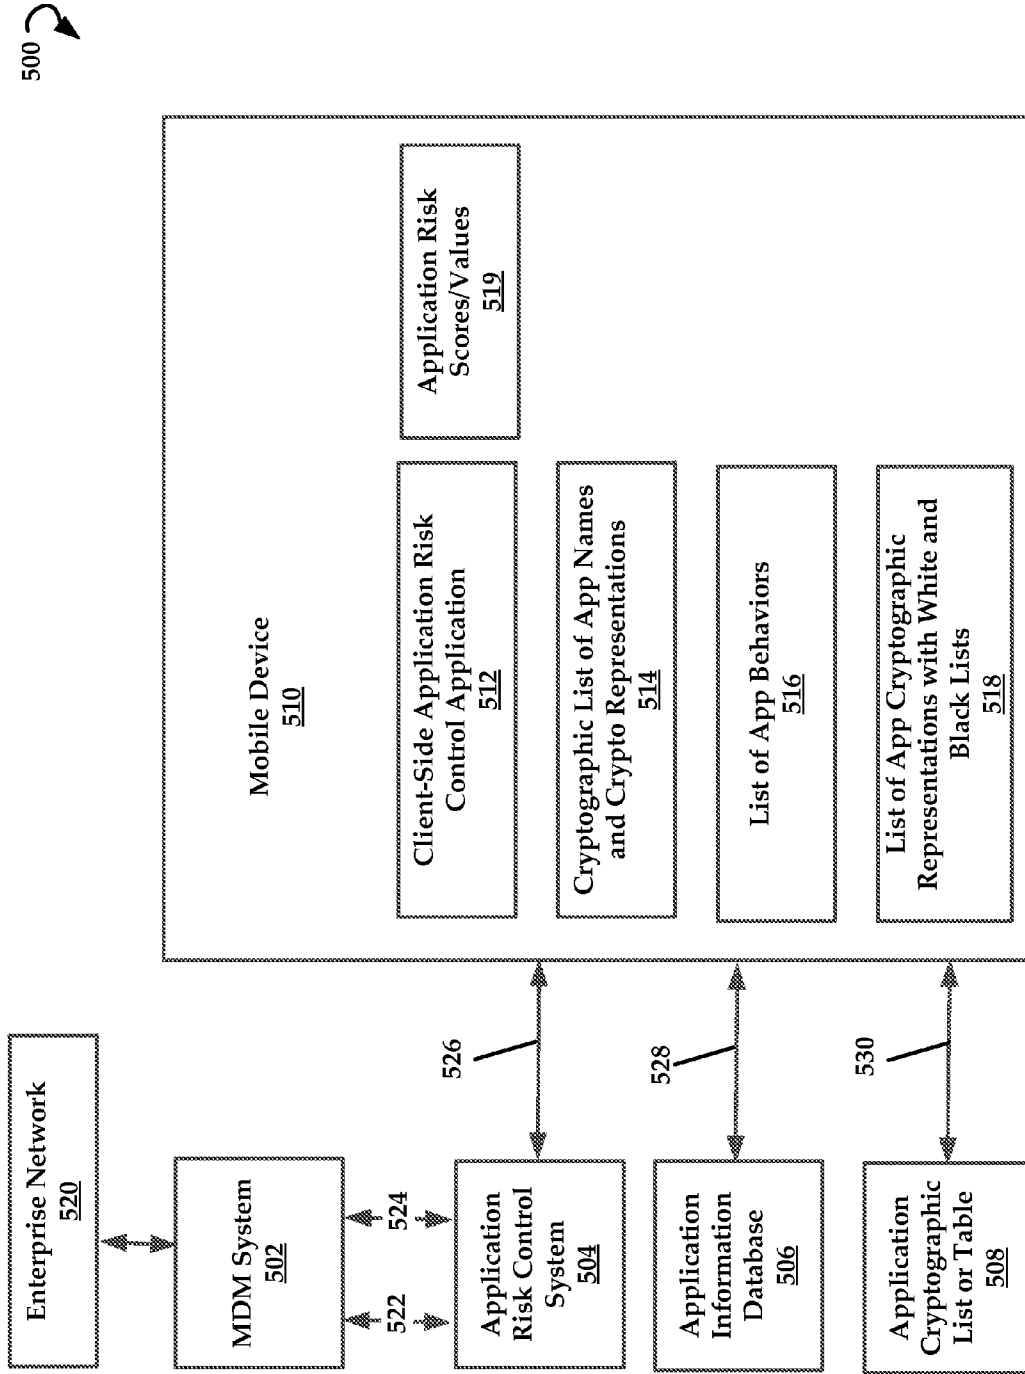 500
Enterprise Network
520
MDM System
502
522
524
Application
Risk Control
System
504
Application
Information
Database
506
Application
Cryptographic
List or Table
508
526
528
530
Mobile Device
510
Client-Side Application Risk
Control Application
512
Application Risk
Scores/Values
519
Cryptographic List of App Names
and Crypto Representations
514
List of App Behaviors
516
List of App Cryptographic
Representations with White and
Black Lists
518